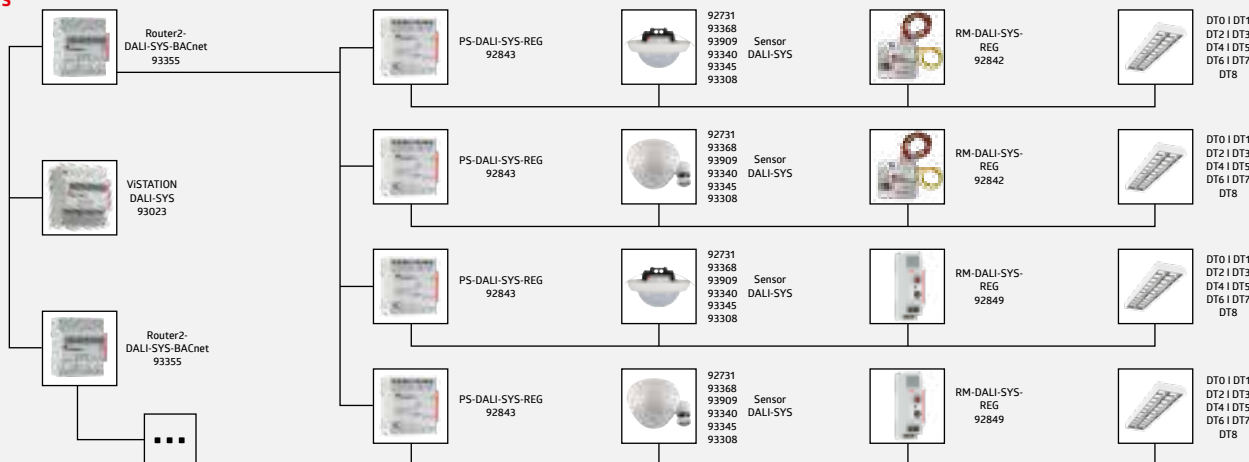 S
Router2-
DALI-SYS-BACnet
93355
PS-DALI-SYS-REG
92843
92731
93368
93909
93340
93345
93308
Sensor
DALI-SYS
RM-DALI-SYS-
REG
92842
DT0 I DT1
DT2 I DT3
DT4 I DT5
DT6 I DT7
DT8
PS-DALI-SYS-REG
92843
92731
93368
93909
93340
93345
93308
Sensor
DALI-SYS
RM-DALI-SYS-
REG
92842
DT0 I DT1
DT2 I DT3
DT4 I DT5
DT6 I DT7
DT8
ViSTATION
DALI-SYS
93023
PS-DALI-SYS-REG
92843
92731
93368
93909
93340
93345
93308
Sensor
DALI-SYS
RM-DALI-SYS-
REG
92849
DT0 I DT1
DT2 I DT3
DT4 I DT5
DT6 I DT7
DT8
Router2-
DALI-SYS-BACnet
93355
PS-DALI-SYS-REG
92843
92731
93368
93909
93340
93345
93308
Sensor
DALI-SYS
RM-DALI-SYS-
REG
92849
DT0 I DT1
DT2 I DT3
DT4 I DT5
DT6 I DT7
DT8